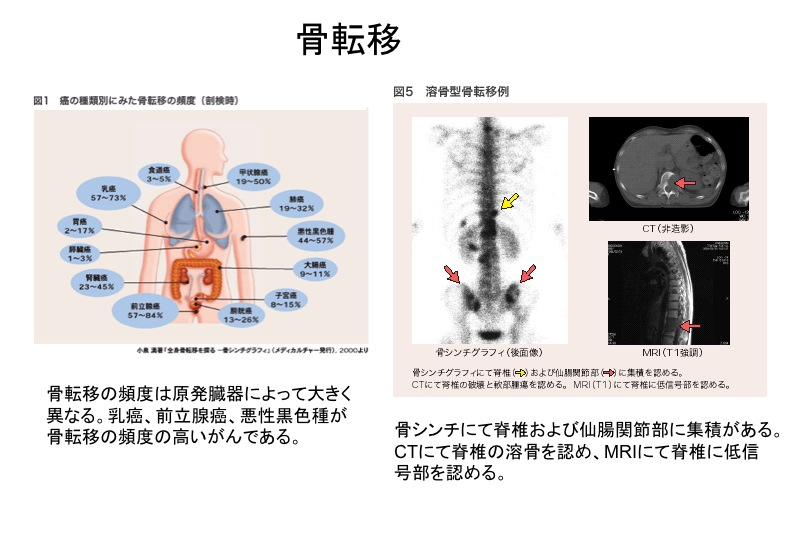 骨転移
図1　癌の種類別にみた骨転移の頻度（剖検時）
食道癌
3～5%
甲状腺癌
19～50%
乳癌
57～73%
肺癌
19～32%
胃癌
2～17%
悪性黒色腫
44～57%
膵臓癌
1～3%
大腸癌
9～11%
腎臓癌
23～45%
子宮癌
8～15%
前立腺癌
57～84%
膀胱癌
13～26%
小泉 満著「全身骨転移を探る －骨シンチグラフィ」（メディカルチャー発行）, 2000より
骨転移の頻度は原発臓器によって大きく
異なる。乳癌、前立腺癌、悪性黒色種が
骨転移の頻度の高いがんである。
図5　溶骨型骨転移例
CT（非造影）
骨シンチグラフィ（後面像）
MRI（T1強調）
骨シンチグラフィにて脊椎（⇨）および仙腸関節部（⇨）に集積を認める。
CTにて脊椎の破壊と軟部腫瘍を認める。 MRI（T1）にて脊椎に低信号部を認める。
骨シンチにて脊椎および仙腸関節部に集積がある。
CTにて脊椎の溶骨を認め、MRIにて脊椎に低信
号部を認める。